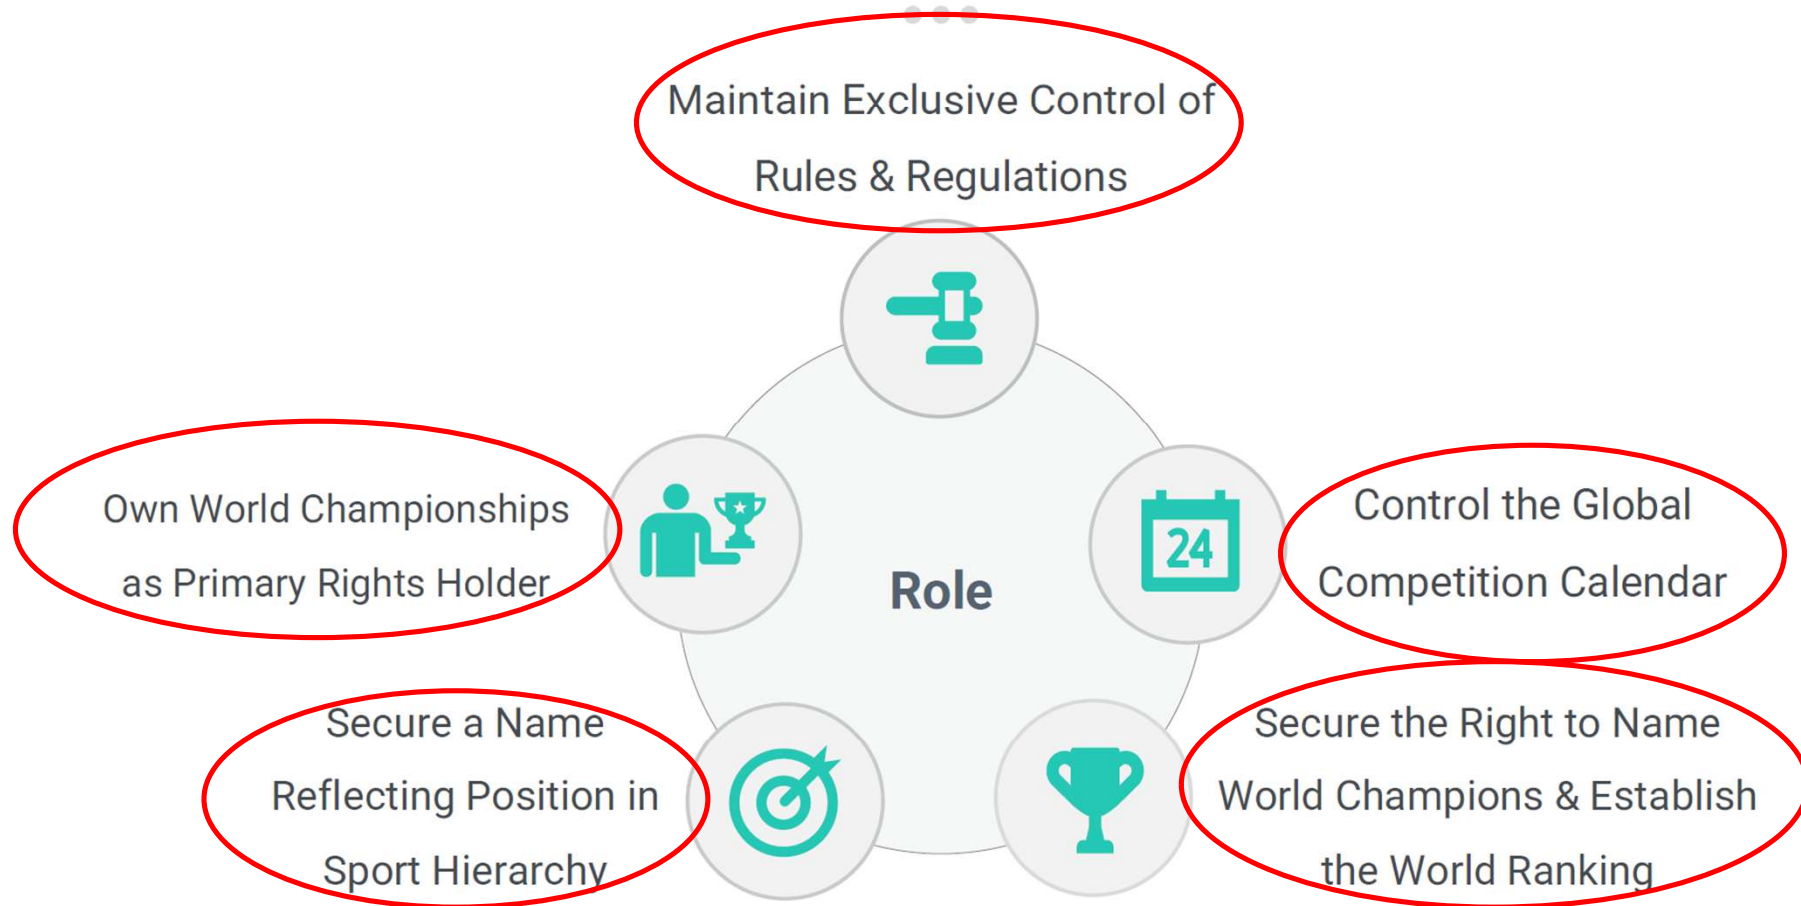 Maintain Exclusive Control of
Rules & Regulations
Own World Championships
as Primary Rights Holder
24
Control the Global
Competition Calendar
Role
Secure a Name
Reflecting Position in
Sport Hierarchy
Secure the Right to Name
World Champions & Establish
the World Ranking